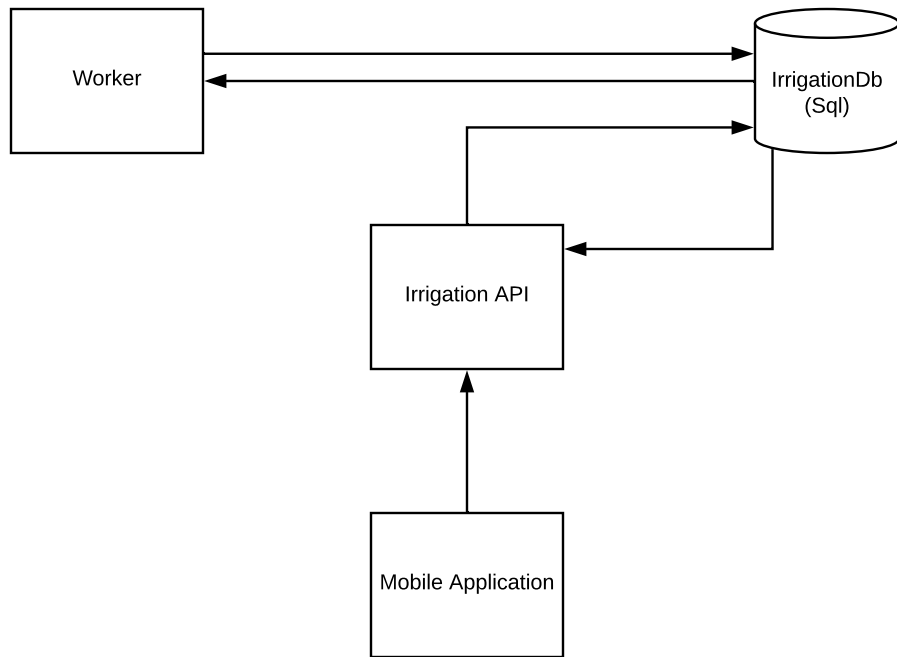 Worker
IrrigationDb
(Sql)
Irrigation API
Mobile Application